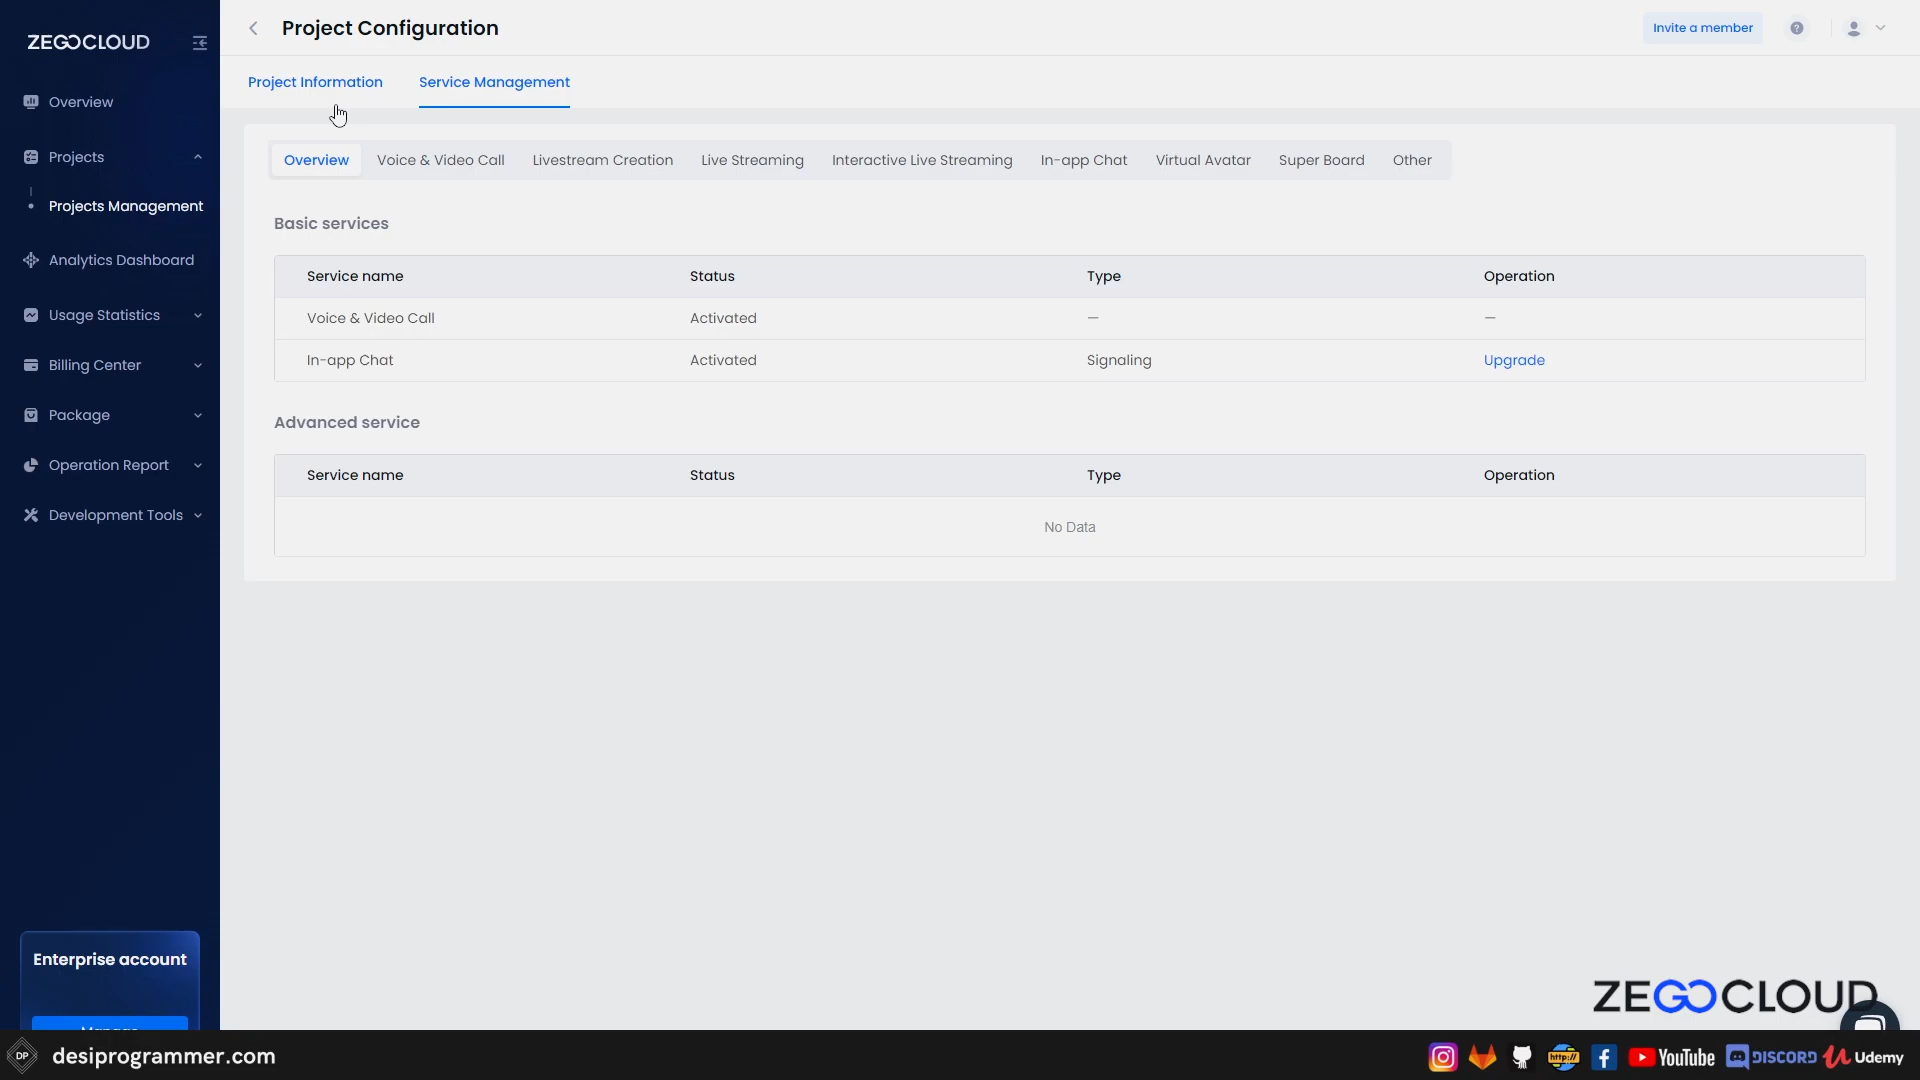 ZEGOCLOUD
Overview
Projects
Projects Management
Analytics Dashboard
Usage Statistics
Billing Center
Package
Operation Report
Development Tools
Enterprise account
Project Configuration
Invite a member
Project Information Service Management
Overview Voice & Video Call Livestream Creation Live Streaming Interactive Live Streaming In-app Chat Virtual Avatar Super Board Other
Basic services
Service name Status Type Operation
Voice & Video Call Activated — —
In-app Chat Activated Signaling Upgrade
Advanced service
Service name Status Type Operation
No Data
ZEGOCLOUD
DP desiprogrammer.com
http:// YouTube DISCORD Udemy